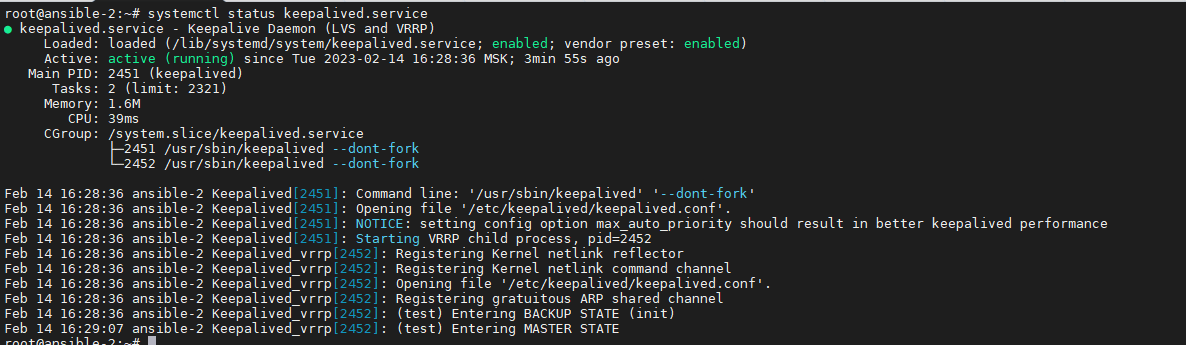 root@ansible-2:~# systemctl status keepalived.service
● keepalived.service - Keepalive Daemon (LVS and VRRP)
     Loaded: loaded (/lib/systemd/system/keepalived.service; enabled; vendor preset: enabled)
     Active: active (running) since Tue 2023-02-14 16:28:36 MSK; 3min 55s ago
   Main PID: 2451 (keepalived)
      Tasks: 2 (limit: 2321)
     Memory: 1.6M
        CPU: 39ms
     CGroup: /system.slice/keepalived.service
             ├─2451 /usr/sbin/keepalived --dont-fork
             └─2452 /usr/sbin/keepalived --dont-fork
Feb 14 16:28:36 ansible-2 Keepalived[2451]: Command line: '/usr/sbin/keepalived' '--dont-fork'
Feb 14 16:28:36 ansible-2 Keepalived[2451]: Opening file '/etc/keepalived/keepalived.conf'.
Feb 14 16:28:36 ansible-2 Keepalived[2451]: NOTICE: setting config option max_auto_priority should result in better keepalived performance
Feb 14 16:28:36 ansible-2 Keepalived[2451]: Starting VRRP child process, pid=2452
Feb 14 16:28:36 ansible-2 Keepalived_vrrp[2452]: Registering Kernel netlink reflector
Feb 14 16:28:36 ansible-2 Keepalived_vrrp[2452]: Registering Kernel netlink command channel
Feb 14 16:28:36 ansible-2 Keepalived_vrrp[2452]: Opening file '/etc/keepalived/keepalived.conf'.
Feb 14 16:28:36 ansible-2 Keepalived_vrrp[2452]: Registering gratuitous ARP shared channel
Feb 14 16:28:36 ansible-2 Keepalived_vrrp[2452]: (test) Entering BACKUP STATE (init)
Feb 14 16:29:07 ansible-2 Keepalived_vrrp[2452]: (test) Entering MASTER STATE
root@ansible-2:~#